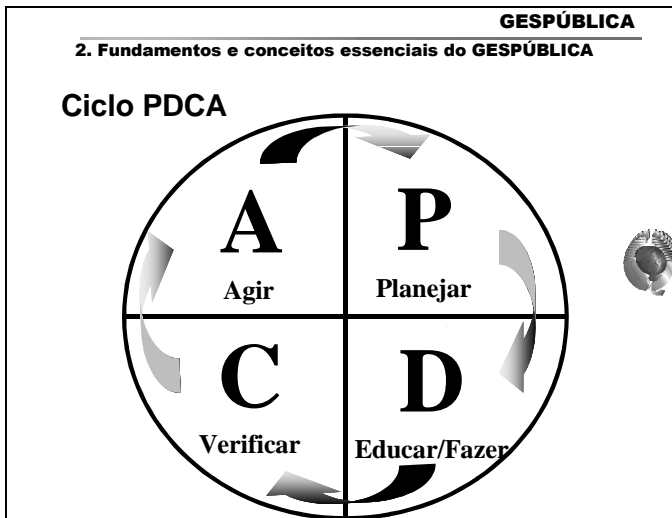 GESPÚBLICA
2. Fundamentos e conceitos essenciais do GESPÚBLICA
Ciclo PDCA
A
P
Agir
Planejar
C
D
Verificar
Educar/Fazer